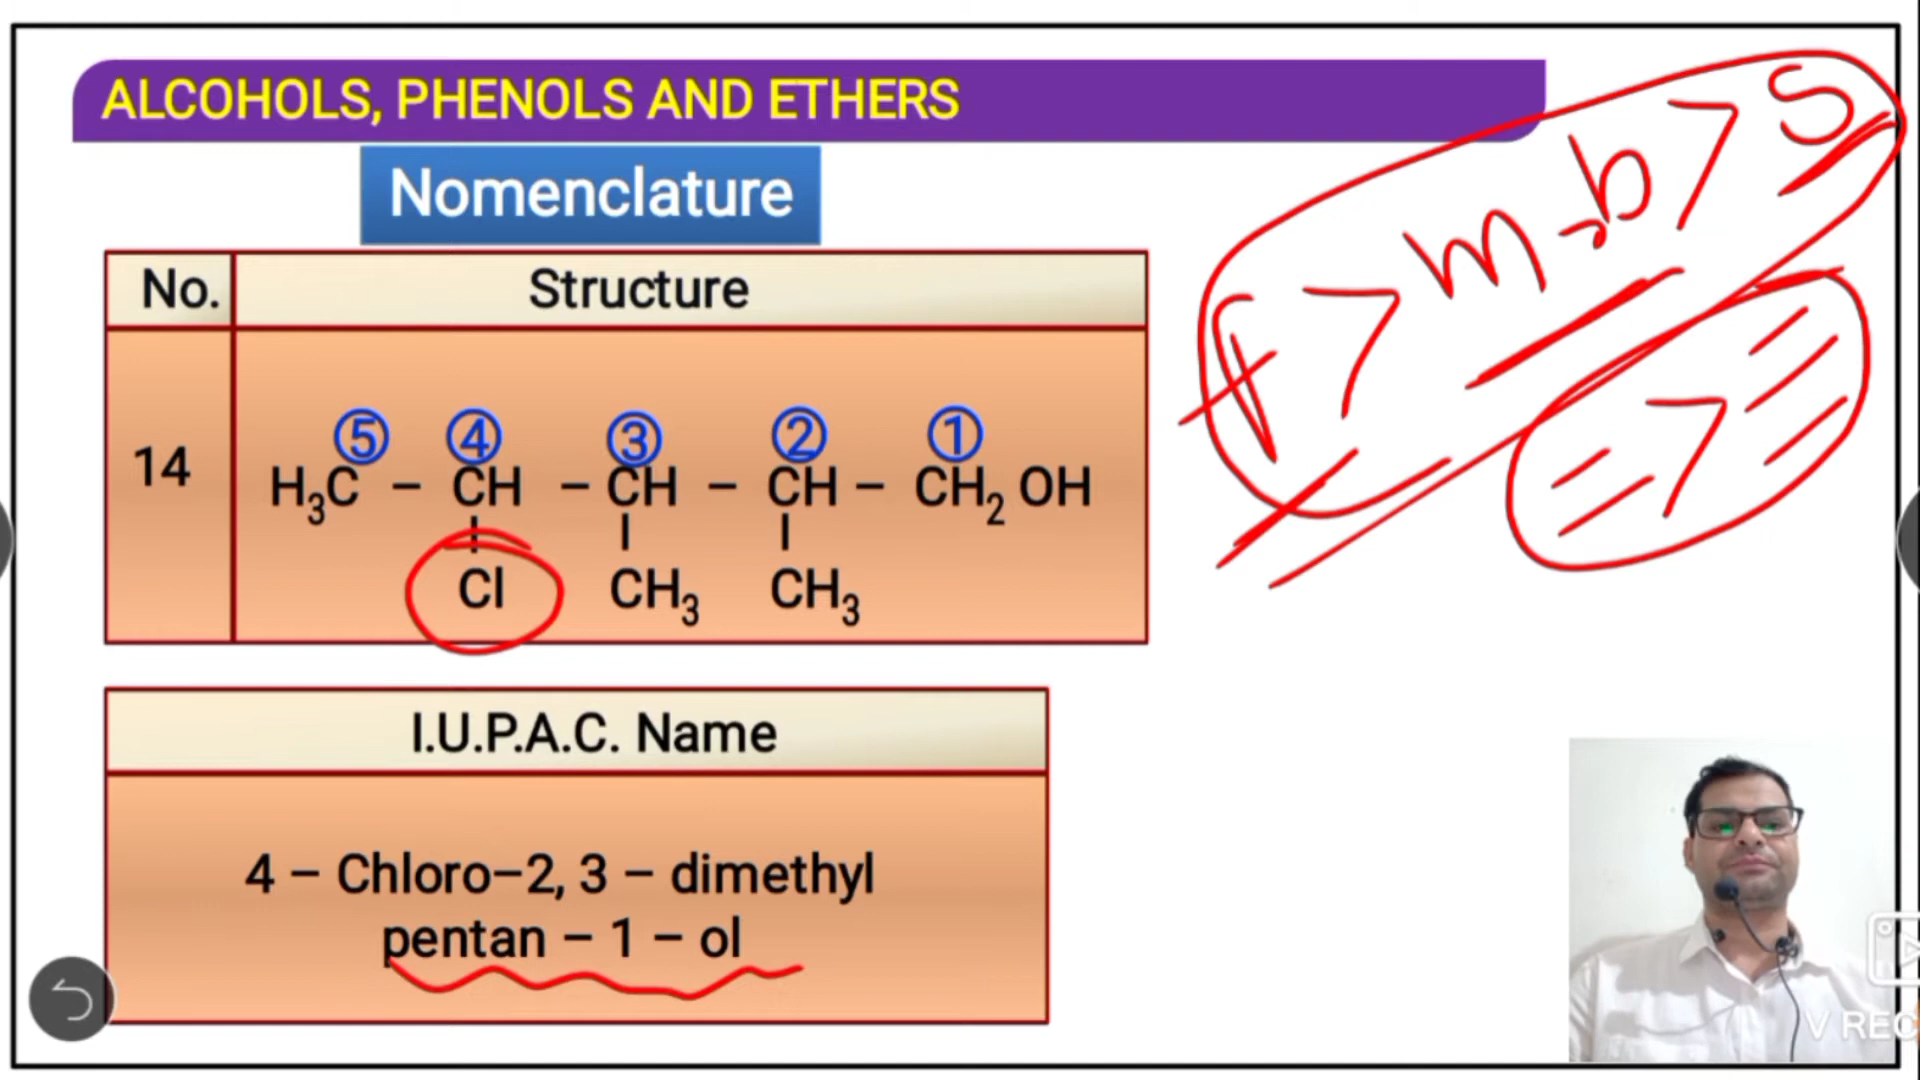 ALCOHOLS, PHENOLS AND ETHERS
Nomenclature
No. Structure
f > m.b > S
= > ≡
14
⑤ ④ ③ ② ①
H₃C – CH – CH – CH – CH₂ OH
Cl CH₃ CH₃
I.U.P.A.C. Name
4 – Chloro–2, 3 – dimethyl
pentan – 1 – ol
V REC